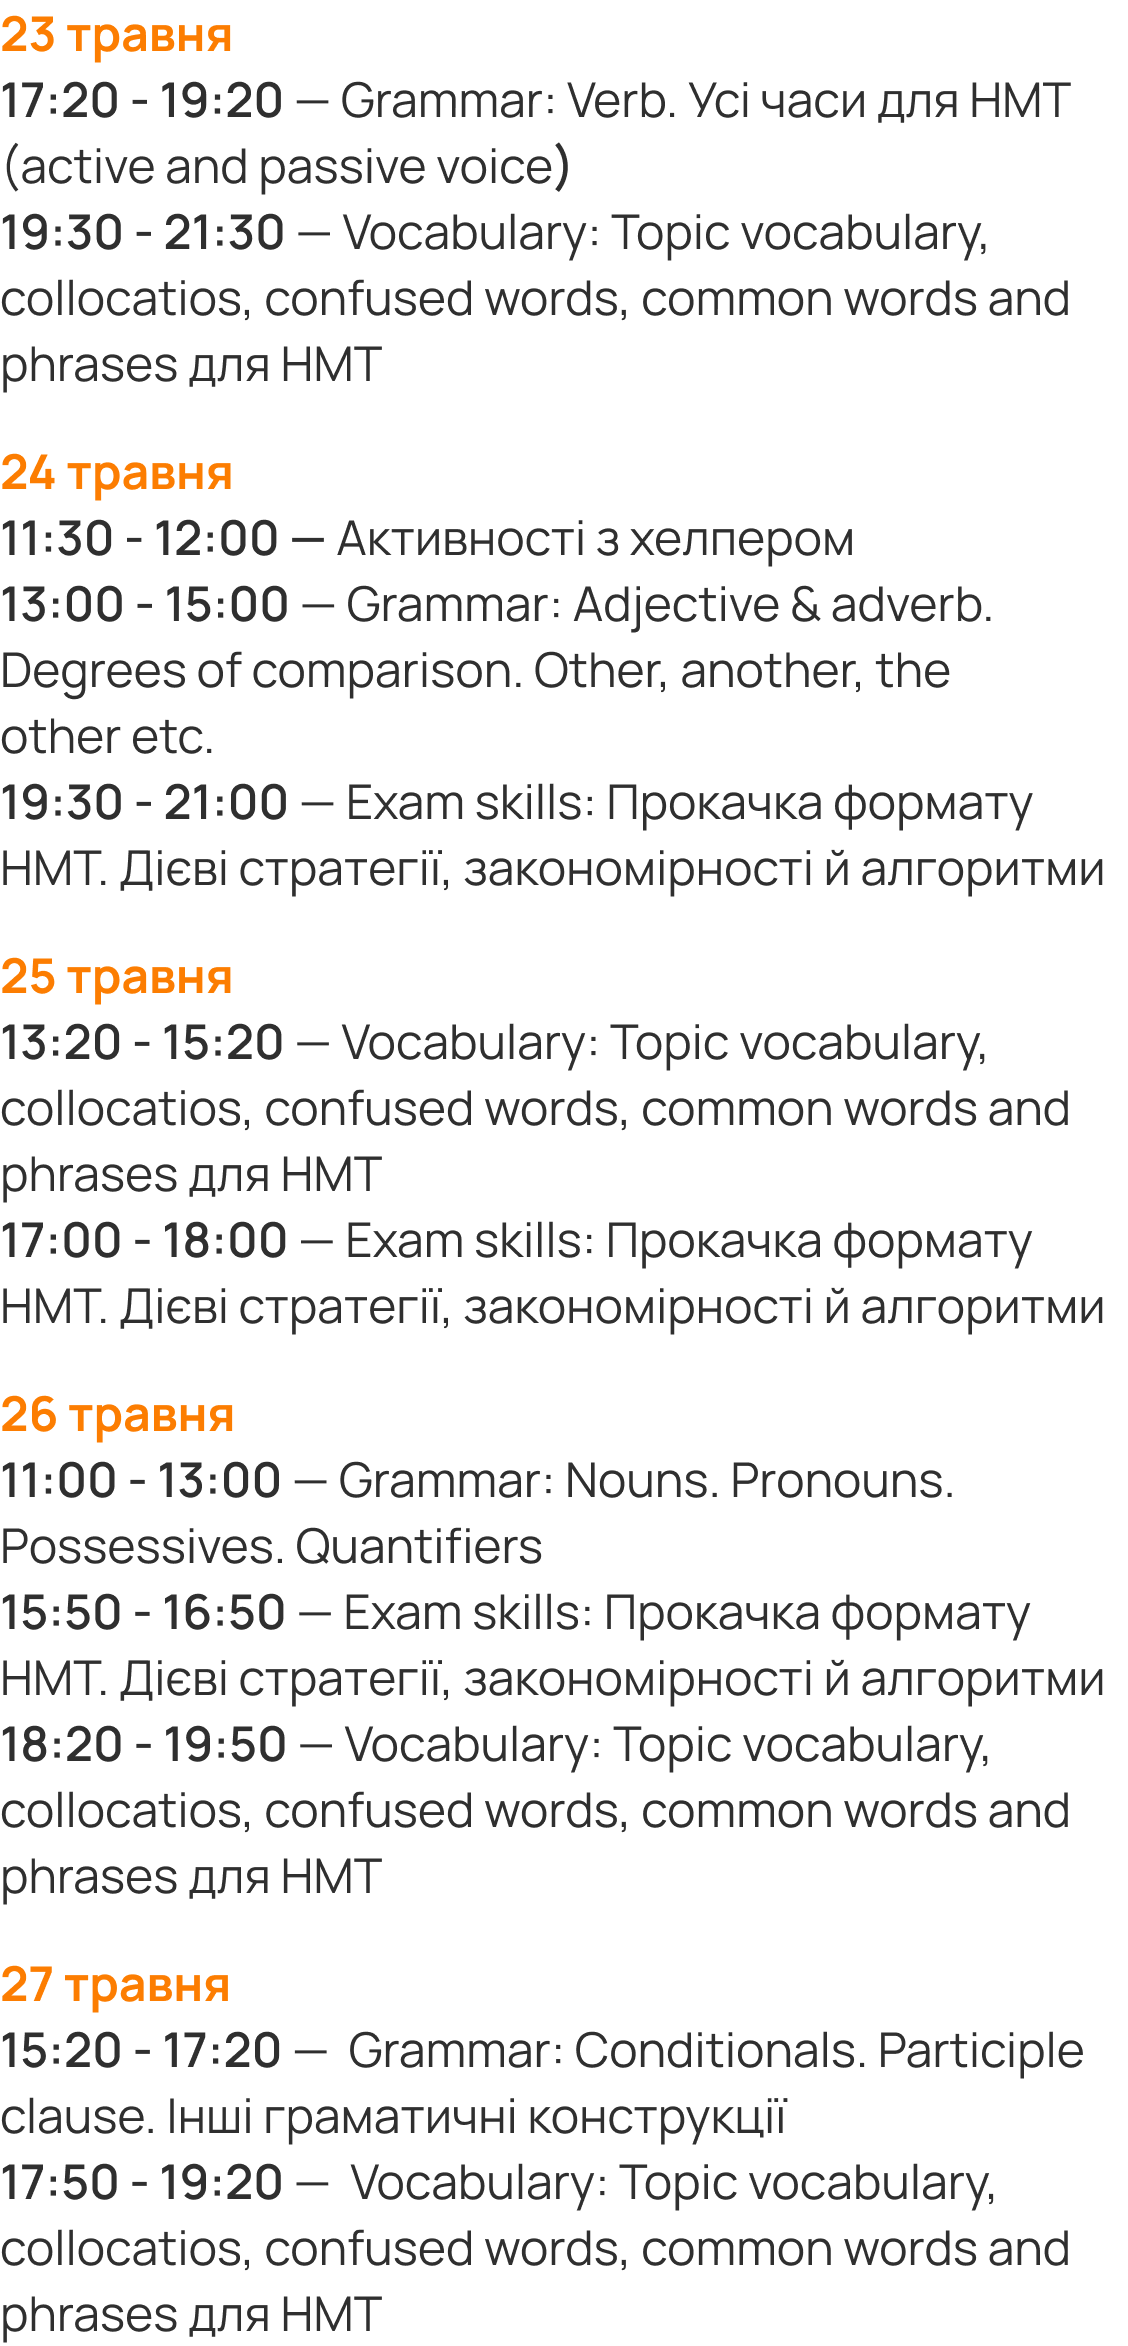 23 травня
17:20 - 19:20 — Grammar: Verb. Усі часи для НМТ
(active and passive voice)
19:30 - 21:30 — Vocabulary: Topic vocabulary,
collocatios, confused words, common words and
phrases для НМТ
24 травня
11:30 - 12:00 — Активності з хелпером
13:00 - 15:00 — Grammar: Adjective & adverb.
Degrees of comparison. Other, another, the
other etc.
19:30 - 21:00 — Exam skills: Прокачка формату
НМТ. Дієві стратегії, закономірності й алгоритми
25 травня
13:20 - 15:20 — Vocabulary: Topic vocabulary,
collocatios, confused words, common words and
phrases для НМТ
17:00 - 18:00 — Exam skills: Прокачка формату
НМТ. Дієві стратегії, закономірності й алгоритми
26 травня
11:00 - 13:00 — Grammar: Nouns. Pronouns.
Possessives. Quantifiers
15:50 - 16:50 — Exam skills: Прокачка формату
НМТ. Дієві стратегії, закономірності й алгоритми
18:20 - 19:50 — Vocabulary: Topic vocabulary,
collocatios, confused words, common words and
phrases для НМТ
27 травня
15:20 - 17:20 — Grammar: Conditionals. Participle
clause. Інші граматичні конструкції
17:50 - 19:20 — Vocabulary: Topic vocabulary,
collocatios, confused words, common words and
phrases для НМТ